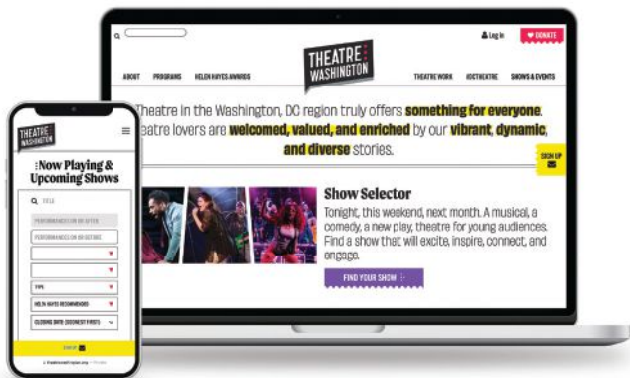 Log In
DONATE
THEATRE
WASHINGTON
ABOUT PROGRAMS HELEN HAYES AWARDS THEATRE WORK #DCTHEATRE SHOWS & EVENTS
Theatre in the Washington, DC region truly offers something for everyone.
eatre lovers are welcomed, valued, and enriched by our vibrant, dynamic,
and diverse stories.
SIGN UP
Show Selector
Tonight, this weekend, next month. A musical, a
comedy, a new play, theatre for young audiences.
Find a show that will excite, inspire, connect, and
engage.
FIND YOUR SHOW
THEATRE
WASHINGTON
Now Playing &
Upcoming Shows
TITLE
PERFORMANCES ON OR AFTER
PERFORMANCES ON OR BEFORE
TYPE
HELEN HAYES RECOMMENDED
CLOSING DATE (SOONEST FIRST)
SIGN UP